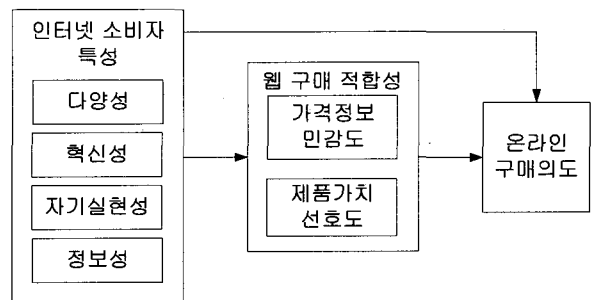 인터넷 소비자
특성
다양성
혁신성
자기실현성
정보성
웹 구매 적합성
가격정보
민감도
제품가치
선호도
온라인
구매의도